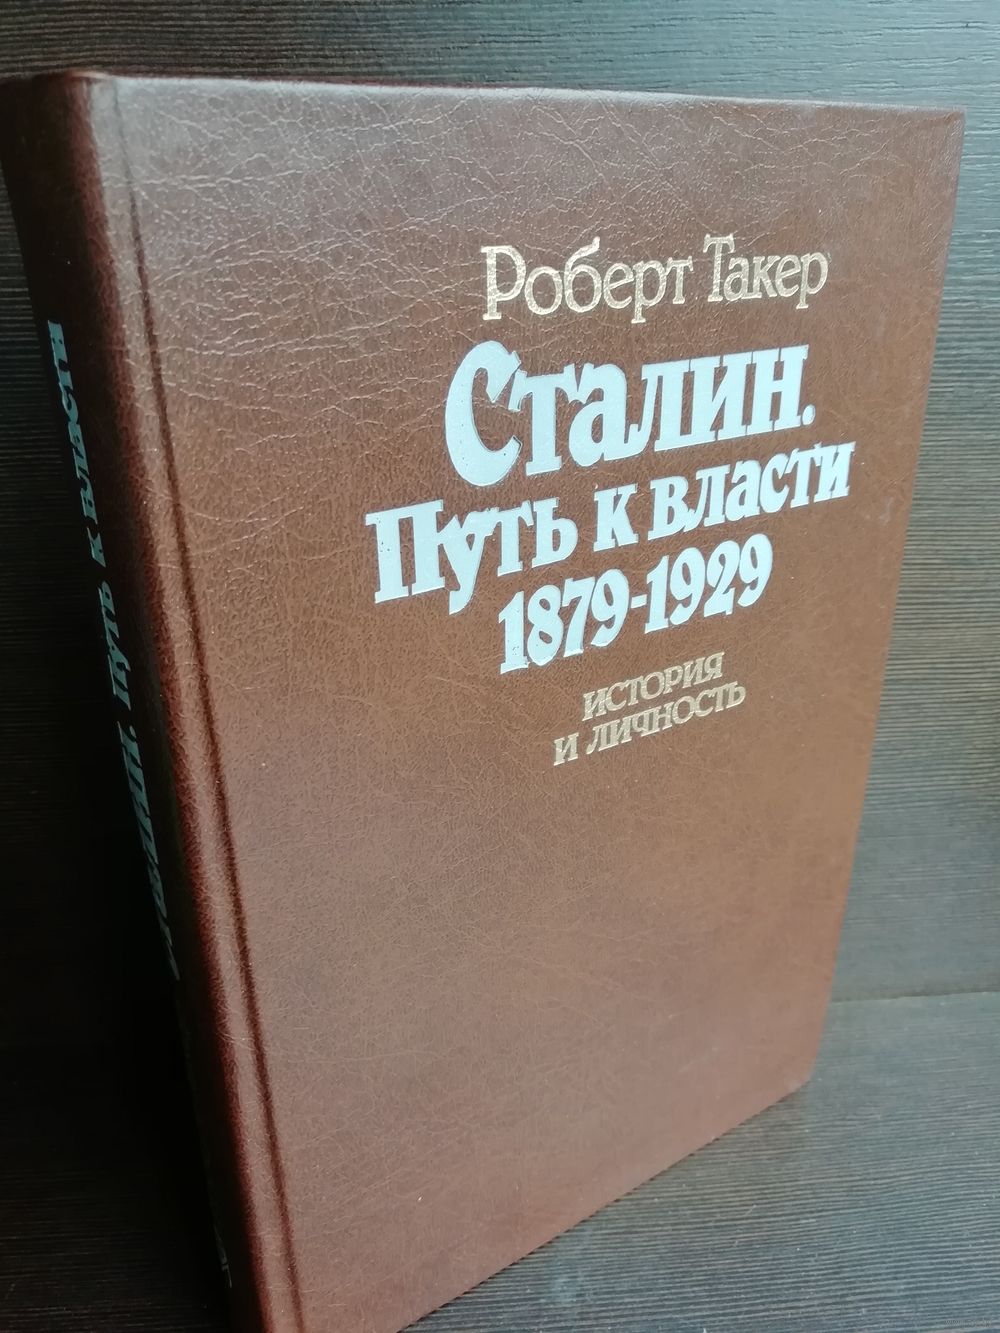 Роберт Такер
Сталин.
Путь к власти
1879-1929
ИСТОРИЯ
И ЛИЧНОСТЬ
Сталин. Путь к власти